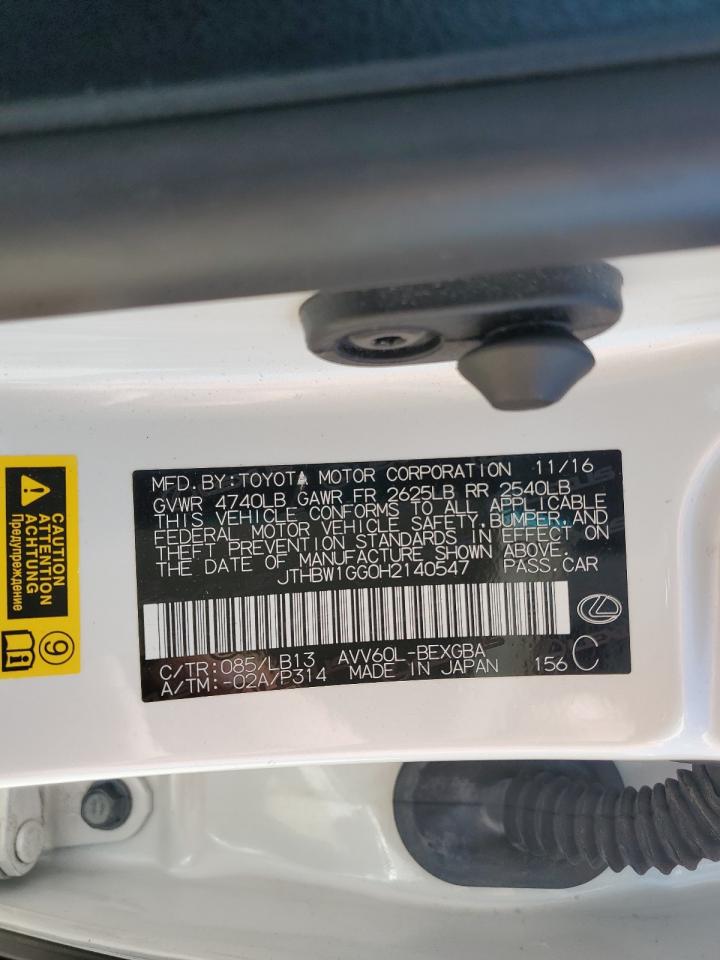 MFD. BY: TOYOTA MOTOR CORPORATION 11/16
GVWR 4740LB GAWR FR 2625LB RR 2540LB
THIS VEHICLE CONFORMS TO ALL APPLICABLE
FEDERAL MOTOR VEHICLE SAFETY, BUMPER, AND
THEFT PREVENTION STANDARDS IN EFFECT ON
THE DATE OF MANUFACTURE SHOWN ABOVE.
JTHBW1GG0H2140547 PASS.CAR
C/TR: 085/LB13 AVV60L-BEXGBA
A/TM: -02A/P314 MADE IN JAPAN 156 C
CAUTION
ATTENTION
ACHTUNG
предупреждение
9